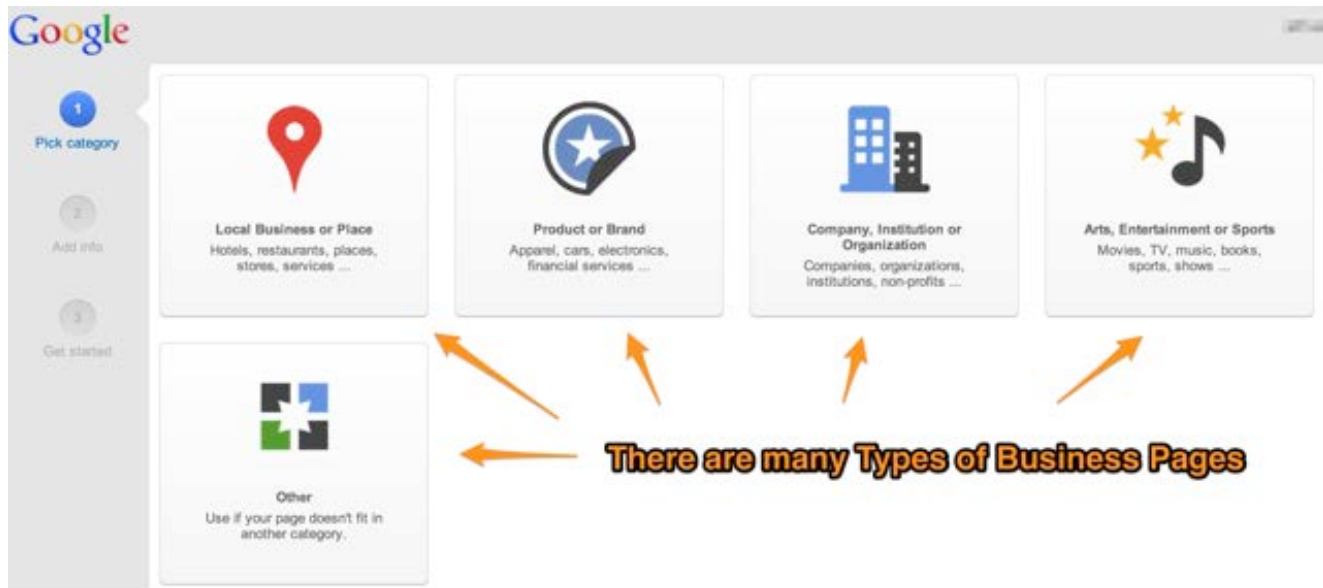 Google
1
Pick category
2
Add info
3
Get started
Local Business or Place
Hotels, restaurants, places,
stores, services ...
Product or Brand
Apparel, cars, electronics,
financial services ...
Company, Institution or
Organization
Companies, organizations,
institutions, non-profits ...
Arts, Entertainment or Sports
Movies, TV, music, books,
sports, shows ...
Other
Use if your page doesn't fit in
another category.
There are many Types of Business Pages